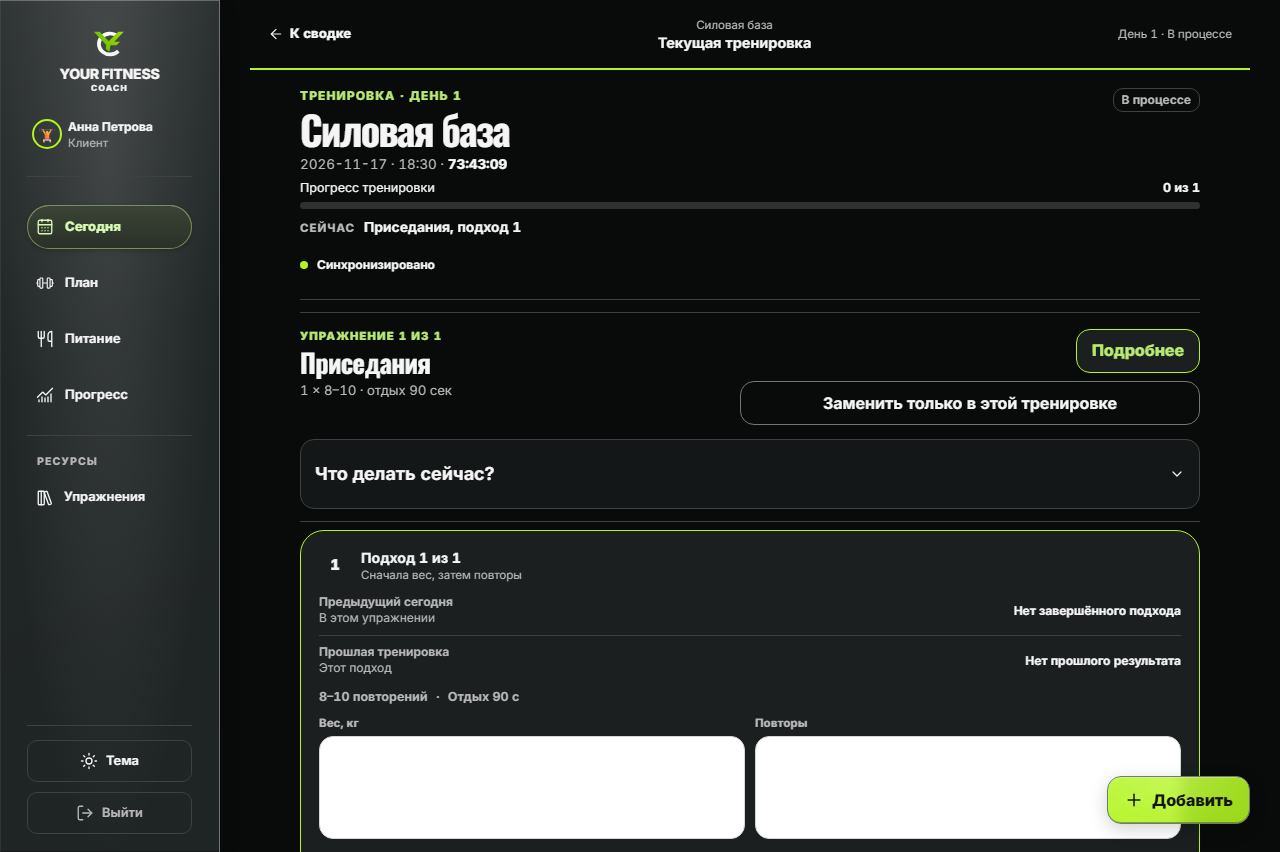 YOUR FITNESS
COACH
Анна Петрова
Клиент
Сегодня
План
Питание
Прогресс
РЕСУРСЫ
Упражнения
Тема
Выйти
К сводке
Силовая база
Текущая тренировка
День 1 · В процессе
ТРЕНИРОВКА · ДЕНЬ 1
В процессе
Силовая база
2026-11-17 · 18:30 · 73:43:09
Прогресс тренировки
0 из 1
СЕЙЧАС Приседания, подход 1
Синхронизировано
УПРАЖНЕНИЕ 1 ИЗ 1
Приседания
1 × 8–10 · отдых 90 сек
Подробнее
Заменить только в этой тренировке
Что делать сейчас?
1
Подход 1 из 1
Сначала вес, затем повторы
Предыдущий сегодня
В этом упражнении
Нет завершённого подхода
Прошлая тренировка
Этот подход
Нет прошлого результата
8–10 повторений · Отдых 90 с
Вес, кг
Повторы
Добавить